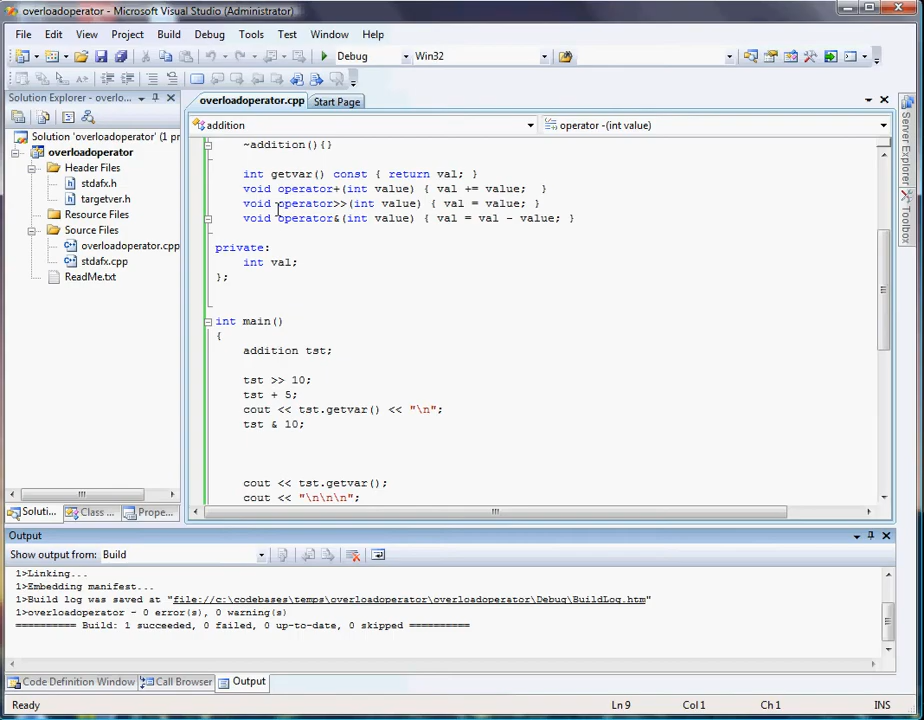 overloadoperator - Microsoft Visual Studio (Administrator)
File Edit View Project Build Debug Tools Test Window Help
Debug Win32
Solution Explorer - overlo...
overloadoperator.cpp Start Page
addition operator -(int value)
Solution 'overloadoperator' (1 pr
overloadoperator
Header Files
stdafx.h
targetver.h
Resource Files
Source Files
overloadoperator.cpp
stdafx.cpp
ReadMe.txt
~addition(){}
int getvar() const { return val; }
void operator+(int value) { val += value;  }
void operator>>(int value) { val = value; }
void operator&(int value) { val = val - value; }
private:
int val;
};
int main()
{
addition tst;
tst >> 10;
tst + 5;
cout << tst.getvar() << "\n";
tst & 10;
cout << tst.getvar();
cout << "\n\n\n";
Server Explorer
Toolbox
Soluti... Class ... Prope...
Output
Show output from: Build
1>Linking...
1>Embedding manifest...
1>Build log was saved at "file://c:\codebases\temps\overloadoperator\overloadoperator\Debug\BuildLog.htm"
1>overloadoperator - 0 error(s), 0 warning(s)
========== Build: 1 succeeded, 0 failed, 0 up-to-date, 0 skipped ==========
Code Definition Window Call Browser Output
Ready Ln 9 Col 1 Ch 1 INS